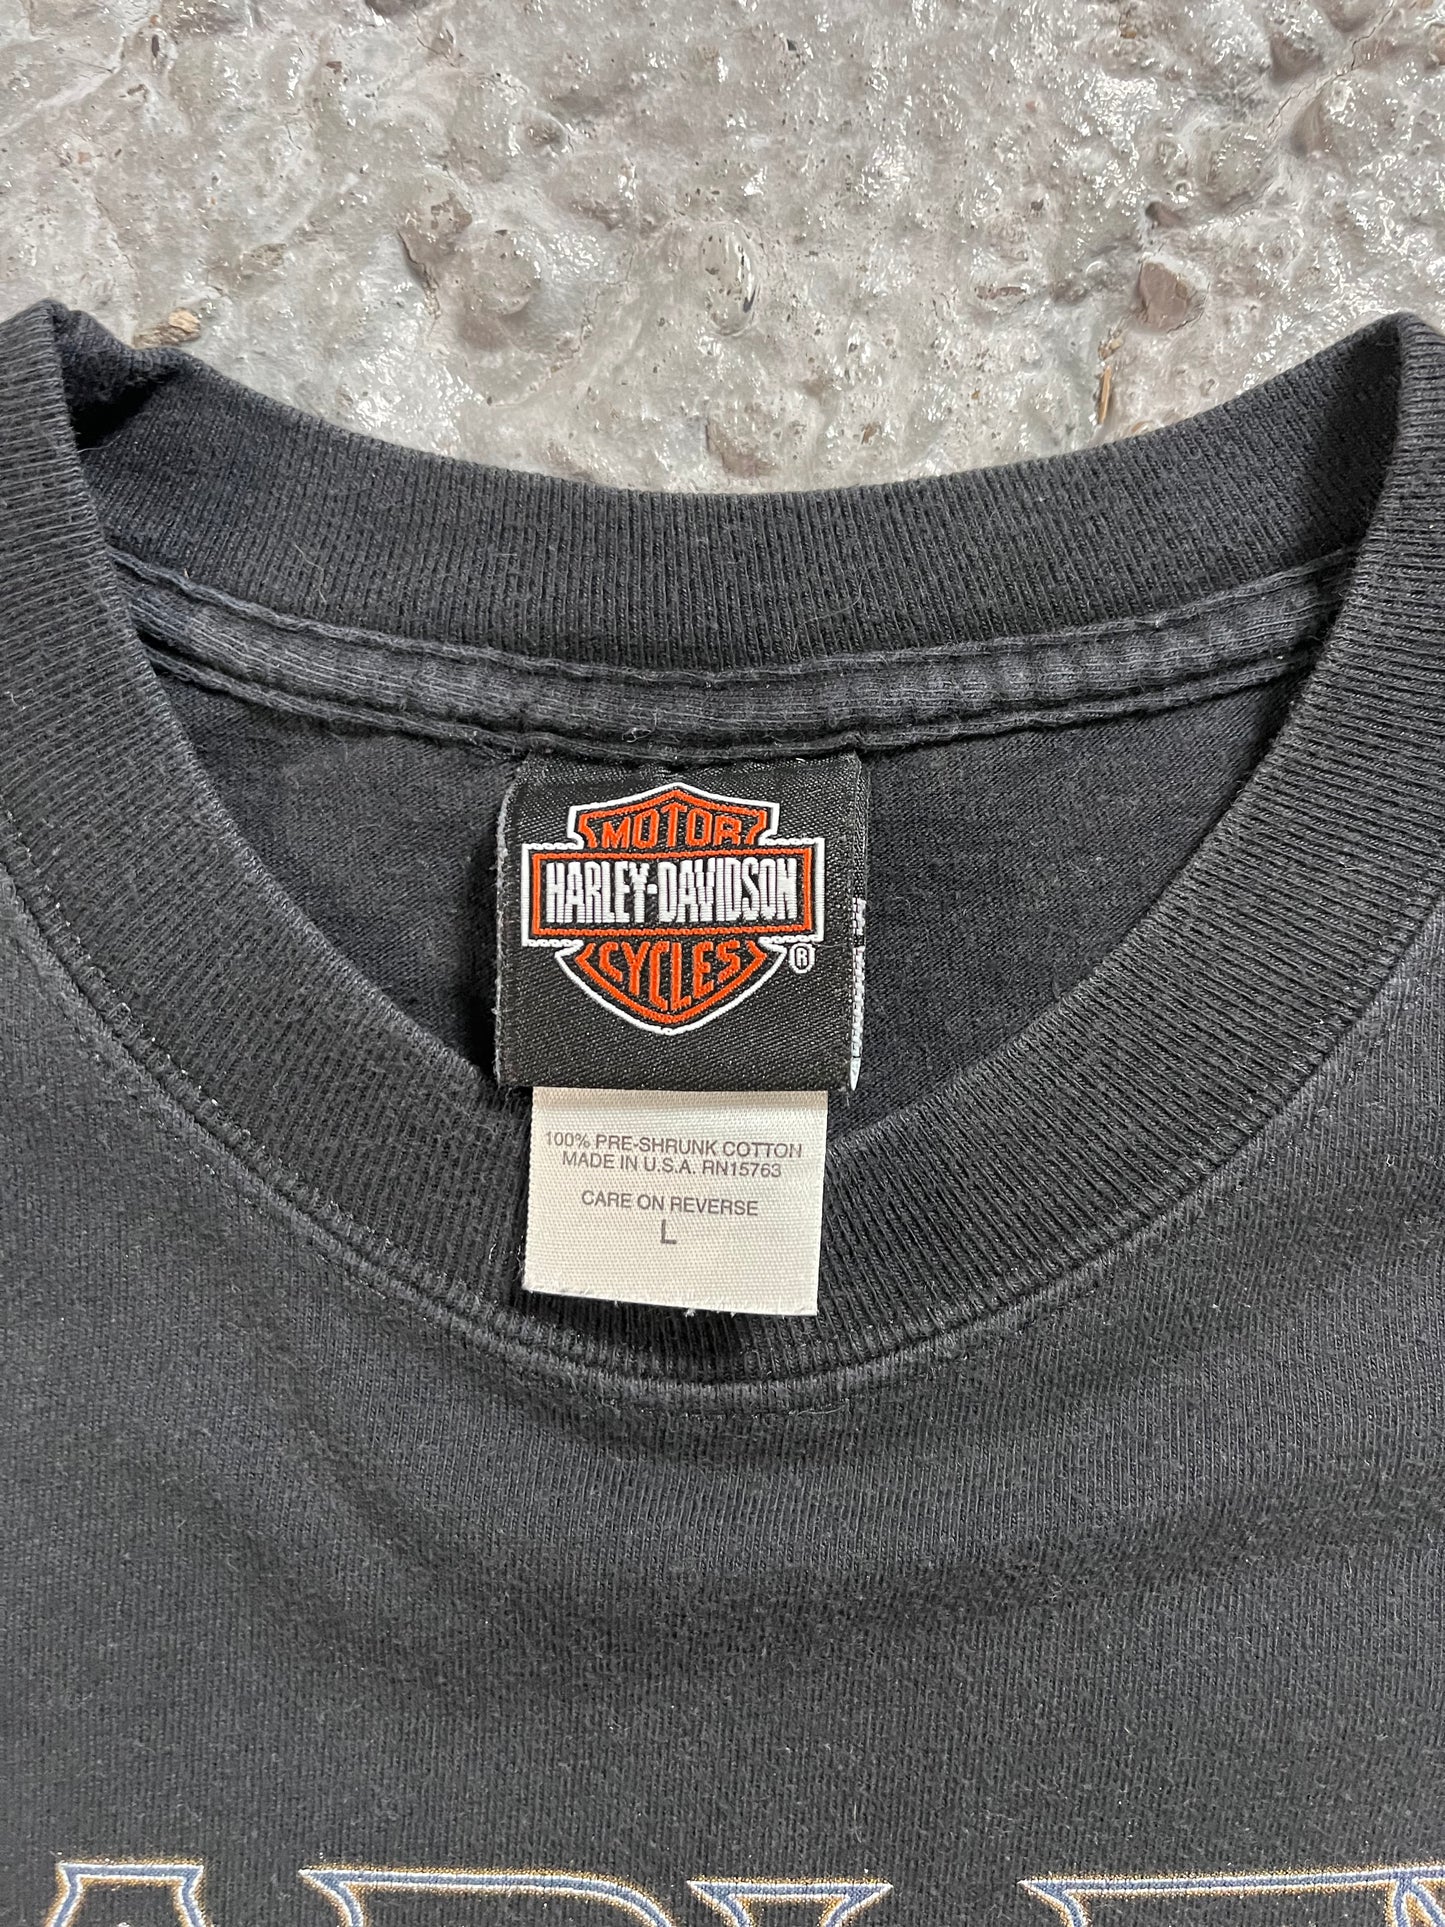 MOTOR
HARLEY-DAVIDSON
CYCLES
®
100% PRE-SHRUNK COTTON
MADE IN U.S.A. RN15763
CARE ON REVERSE
L